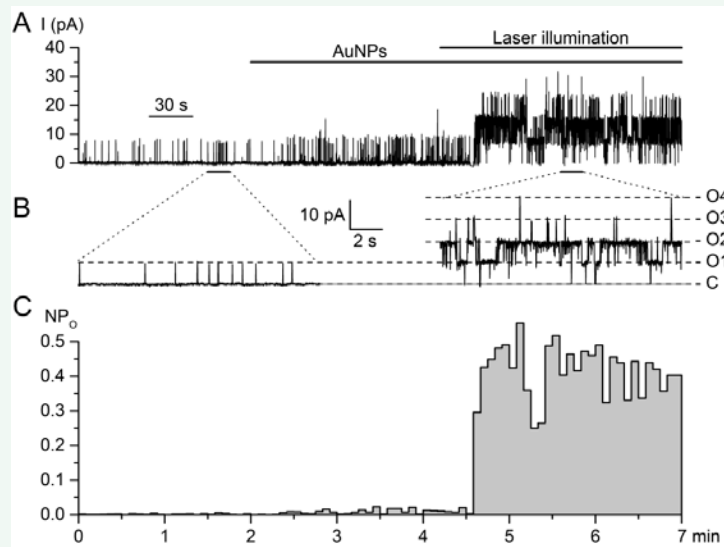 A I (pA)
Laser illumination
AuNPs
40
30 s
30
20
10
0
B
10 pA
2 s
O4
O3
O2
O1
C
C NPO
0.5
0.4
0.3
0.2
0.1
0.0
0 1 2 3 4 5 6 7 min